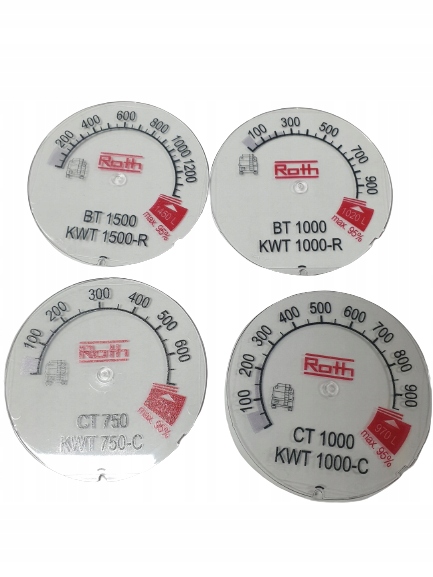 200 400 600 800 1000 1200
Roth
1450 L
max 95%
BT 1500
KWT 1500-R
100 300 500 700 900
Roth
1020 L
max 95%
BT 1000
KWT 1000-R
100 200 300 400 500 600
Roth
max 95%
CT 750
KWT 750-C
100 200 300 400 500 600 700 800 900
Roth
max 95%
CT 1000
KWT 1000-C